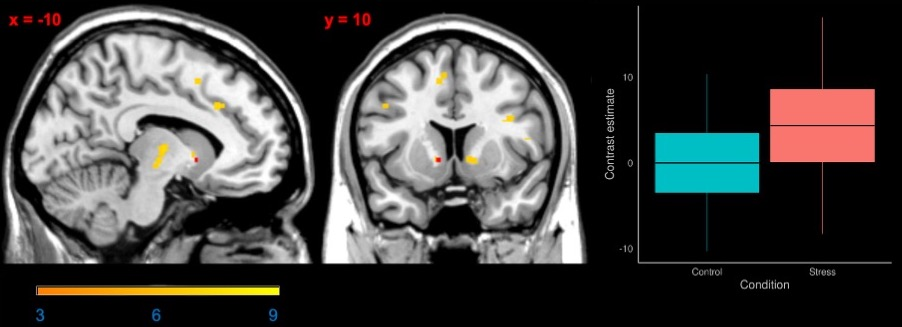 x = -10
y = 10
3 6 9
Contrast estimate
10
0
-10
Control Stress
Condition